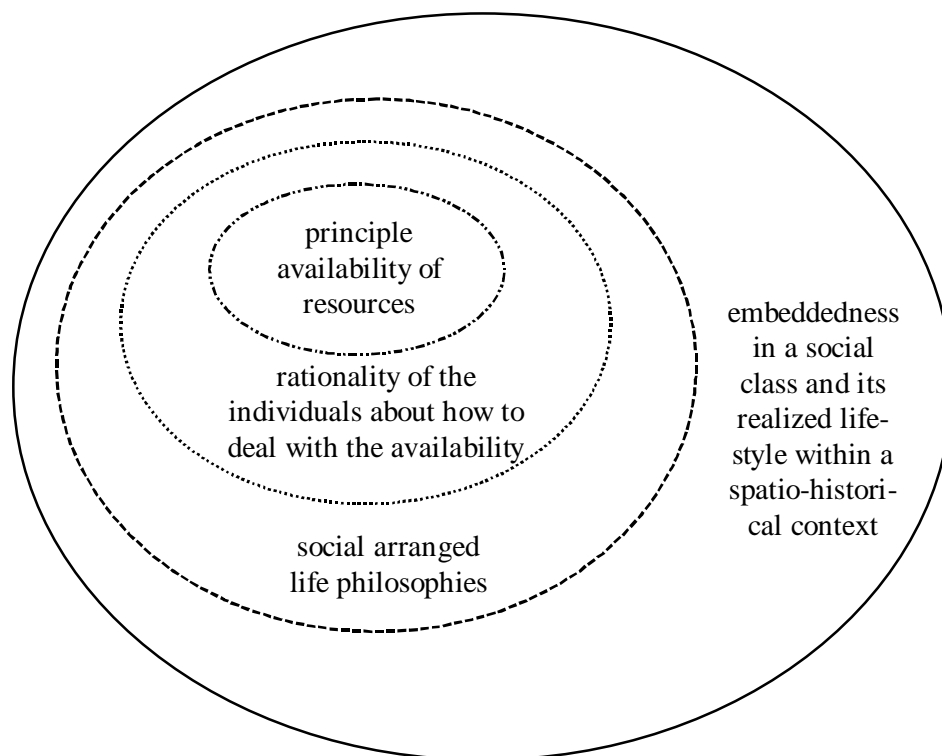 principle
availability of
resources
rationality of the
individuals about how to
deal with the availability
social arranged
life philosophies
embeddedness
in a social
class and its
realized life-
style within a
spatio-histori-
cal context